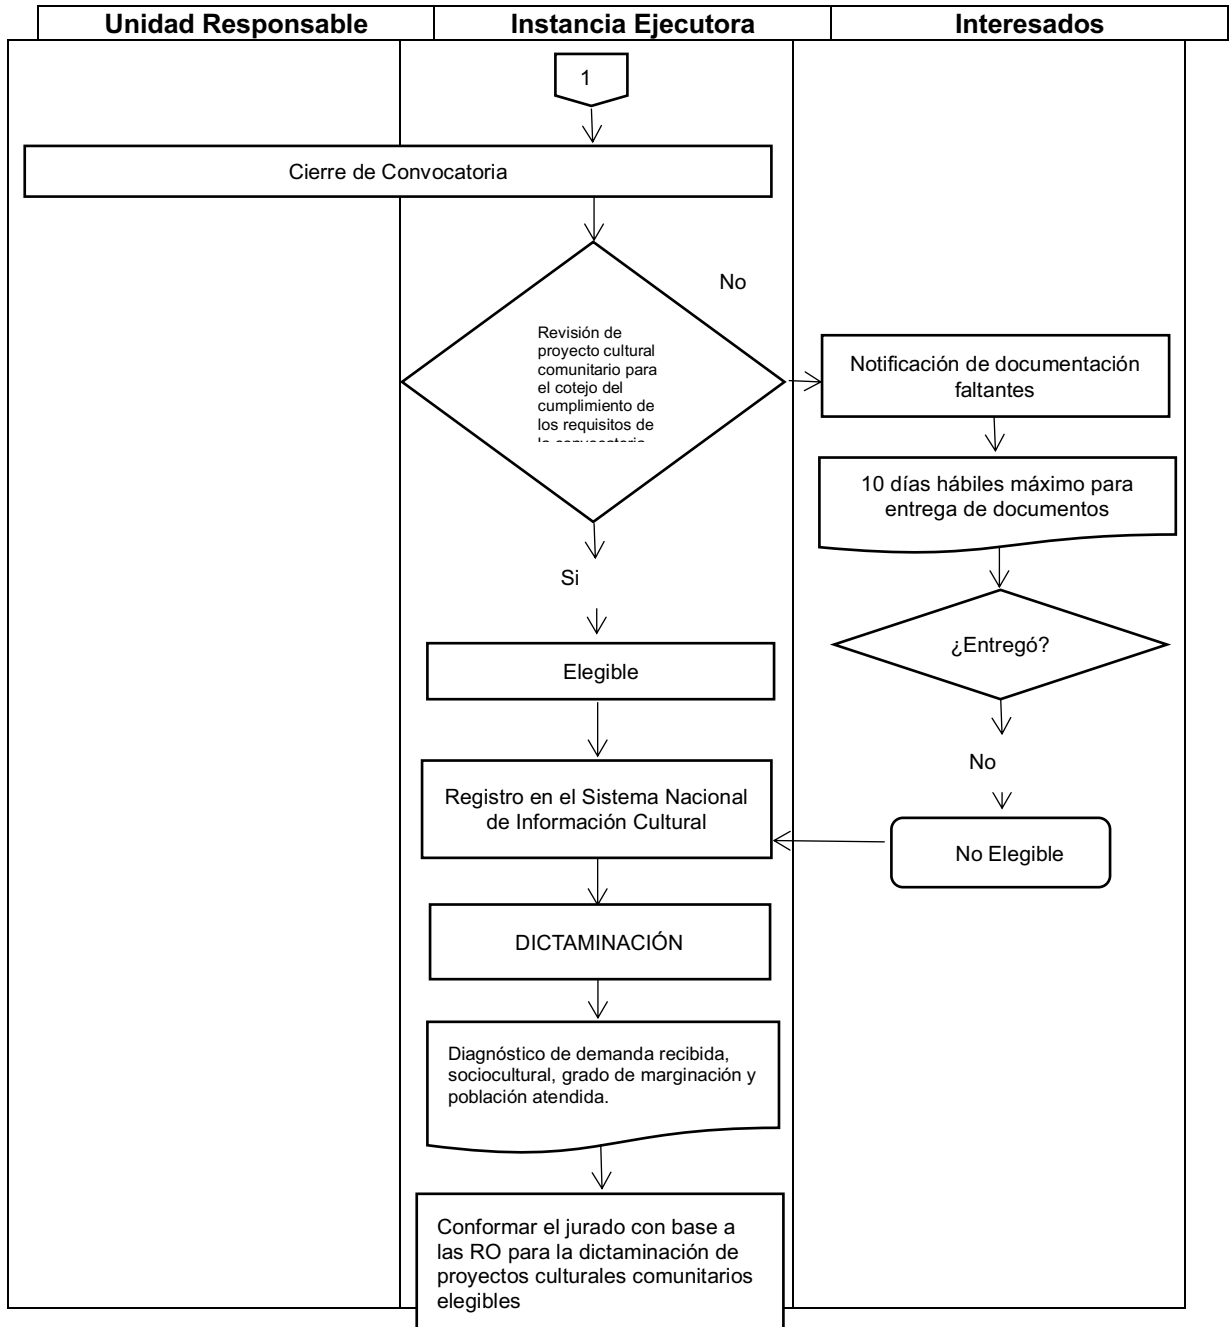 Unidad Responsable
Instancia Ejecutora
Interesados
1
Cierre de Convocatoria
No
Revisión de
proyecto cultural
comunitario para
el cotejo del
cumplimiento de
los requisitos de
la convocatoria
Notificación de documentación
faltantes
10 días hábiles máximo para
entrega de documentos
Si
¿Entregó?
Elegible
No
Registro en el Sistema Nacional
de Información Cultural
No Elegible
DICTAMINACIÓN
Diagnóstico de demanda recibida,
sociocultural, grado de marginación y
población atendida.
Conformar el jurado con base a
las RO para la dictaminación de
proyectos culturales comunitarios
elegibles